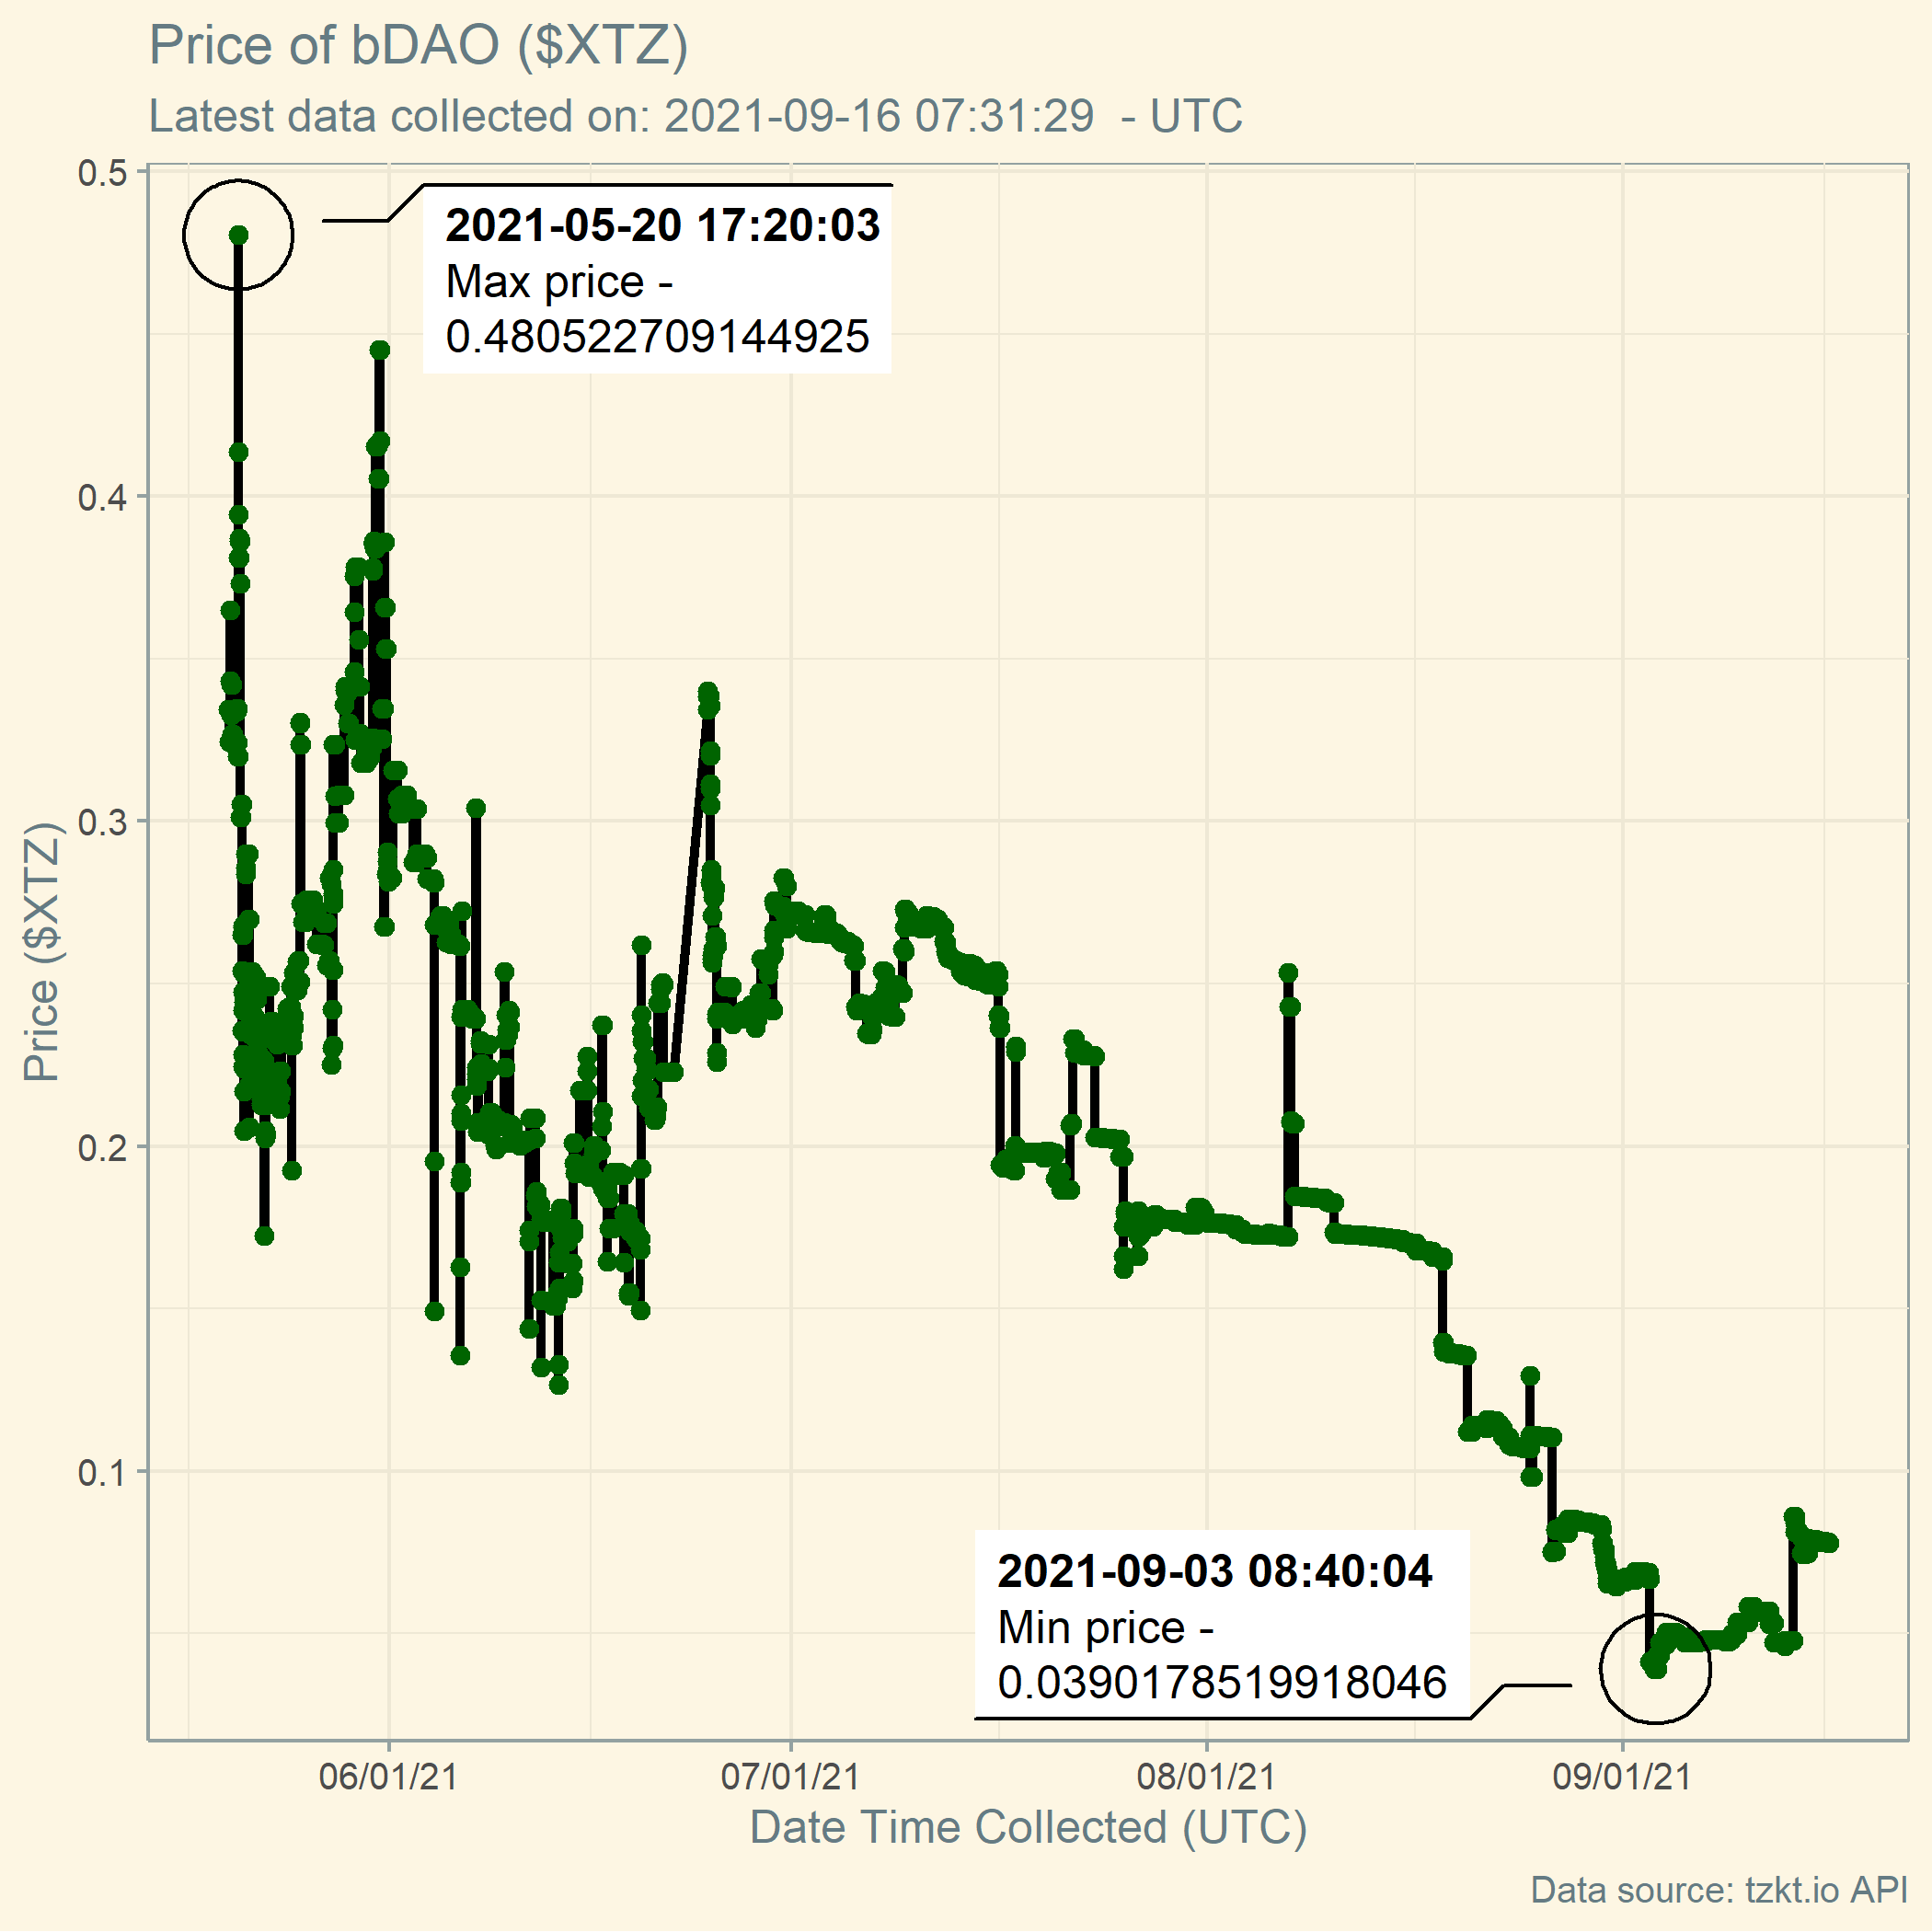 Price of bDAO ($XTZ)
Latest data collected on: 2021-09-16 07:31:29  - UTC
0.5
0.4
0.3
0.2
0.1
Price ($XTZ)
2021-05-20 17:20:03
Max price -
0.480522709144925
2021-09-03 08:40:04
Min price -
0.0390178519918046
06/01/21
07/01/21
08/01/21
09/01/21
Date Time Collected (UTC)
Data source: tzkt.io API